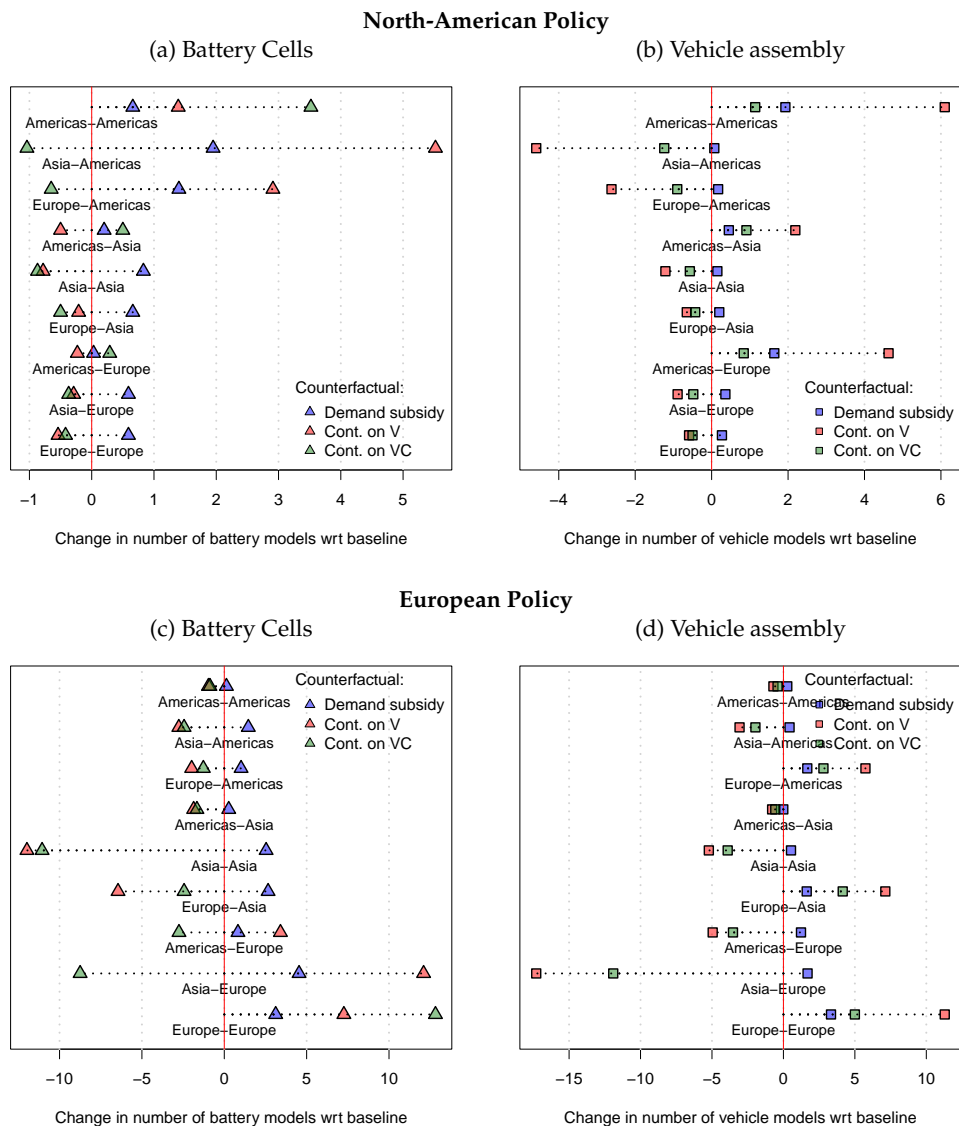 North-American Policy
(a) Battery Cells
Americas−Americas
Asia−Americas
Europe−Americas
Americas−Asia
Asia−Asia
Europe−Asia
Americas−Europe
Asia−Europe
Europe−Europe
Counterfactual:
Demand subsidy
Cont. on V
Cont. on VC
−1 0 1 2 3 4 5
Change in number of battery models wrt baseline
(b) Vehicle assembly
Americas−Americas
Asia−Americas
Europe−Americas
Americas−Asia
Asia−Asia
Europe−Asia
Americas−Europe
Asia−Europe
Europe−Europe
Counterfactual:
Demand subsidy
Cont. on V
Cont. on VC
−4 −2 0 2 4 6
Change in number of vehicle models wrt baseline
European Policy
(c) Battery Cells
Americas−Americas
Asia−Americas
Europe−Americas
Americas−Asia
Asia−Asia
Europe−Asia
Americas−Europe
Asia−Europe
Europe−Europe
Counterfactual:
Demand subsidy
Cont. on V
Cont. on VC
−10 −5 0 5 10
Change in number of battery models wrt baseline
(d) Vehicle assembly
Americas−Americas
Asia−Americas
Europe−Americas
Americas−Asia
Asia−Asia
Europe−Asia
Americas−Europe
Asia−Europe
Europe−Europe
Counterfactual:
Demand subsidy
Cont. on V
Cont. on VC
−15 −10 −5 0 5 10
Change in number of vehicle models wrt baseline